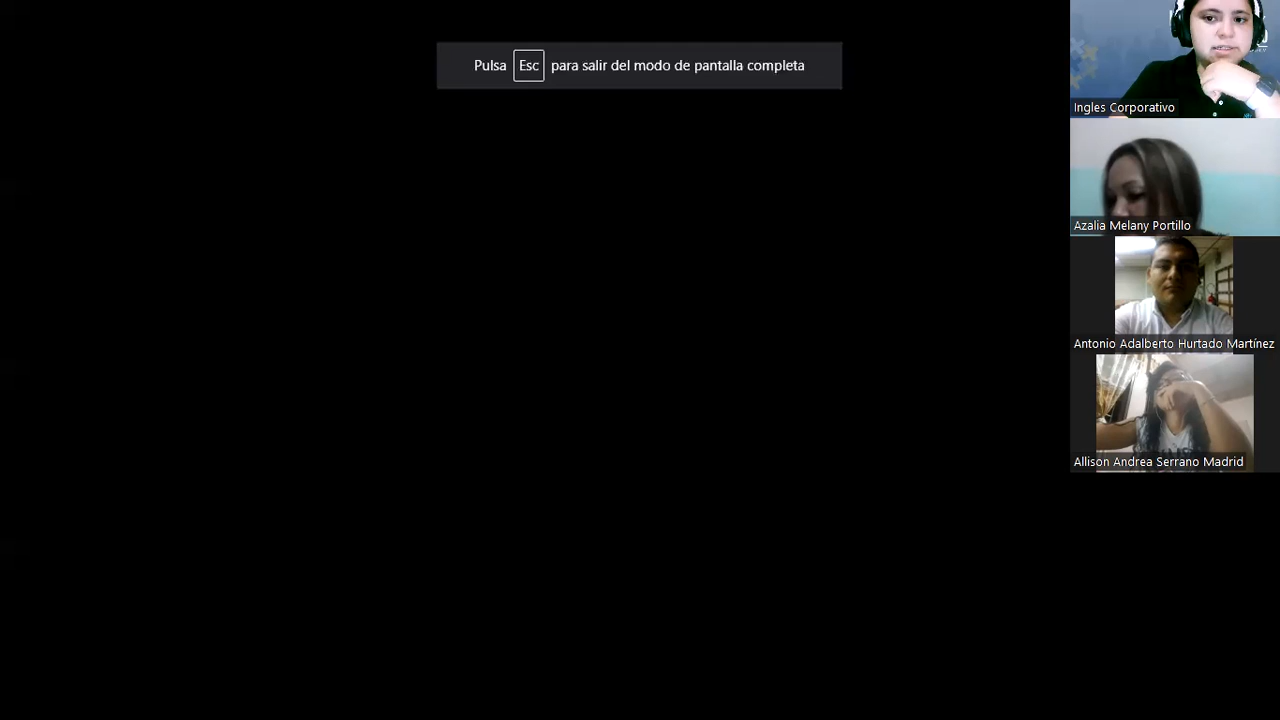 Pulsa Esc para salir del modo de pantalla completa
Ingles Corporativo
Azalia Melany Portillo
Antonio Adalberto Hurtado Martínez
Allison Andrea Serrano Madrid